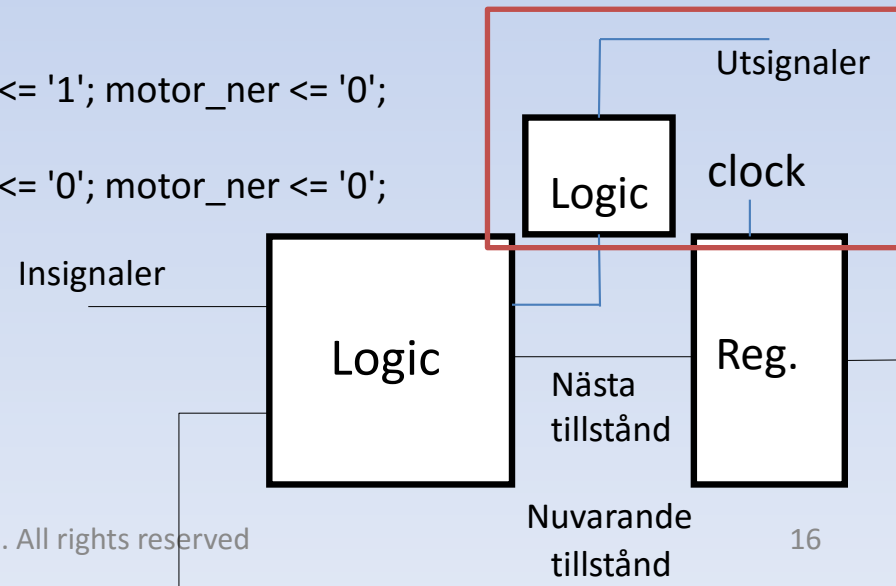 <= '1'; motor_ner <= '0';
<= '0'; motor_ner <= '0';
Utsignaler
Logic
clock
Insignaler
Logic
Nästa
tillstånd
Reg.
Nuvarande
tillstånd
. All rights reserved
16